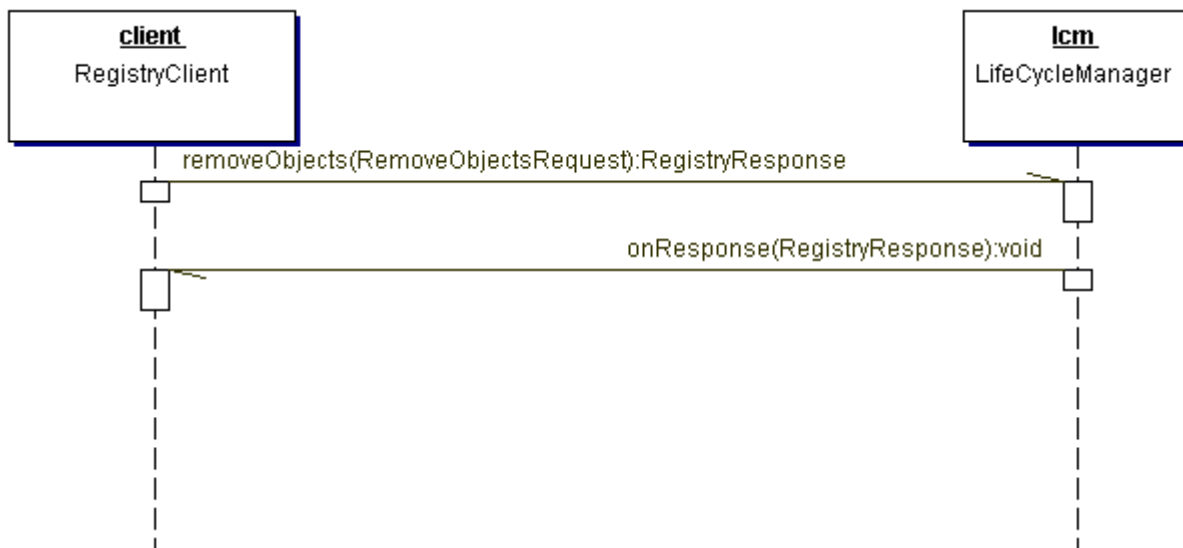 client
RegistryClient
lcm
LifeCycleManager
removeObjects(RemoveObjectsRequest):RegistryResponse
onResponse(RegistryResponse):void